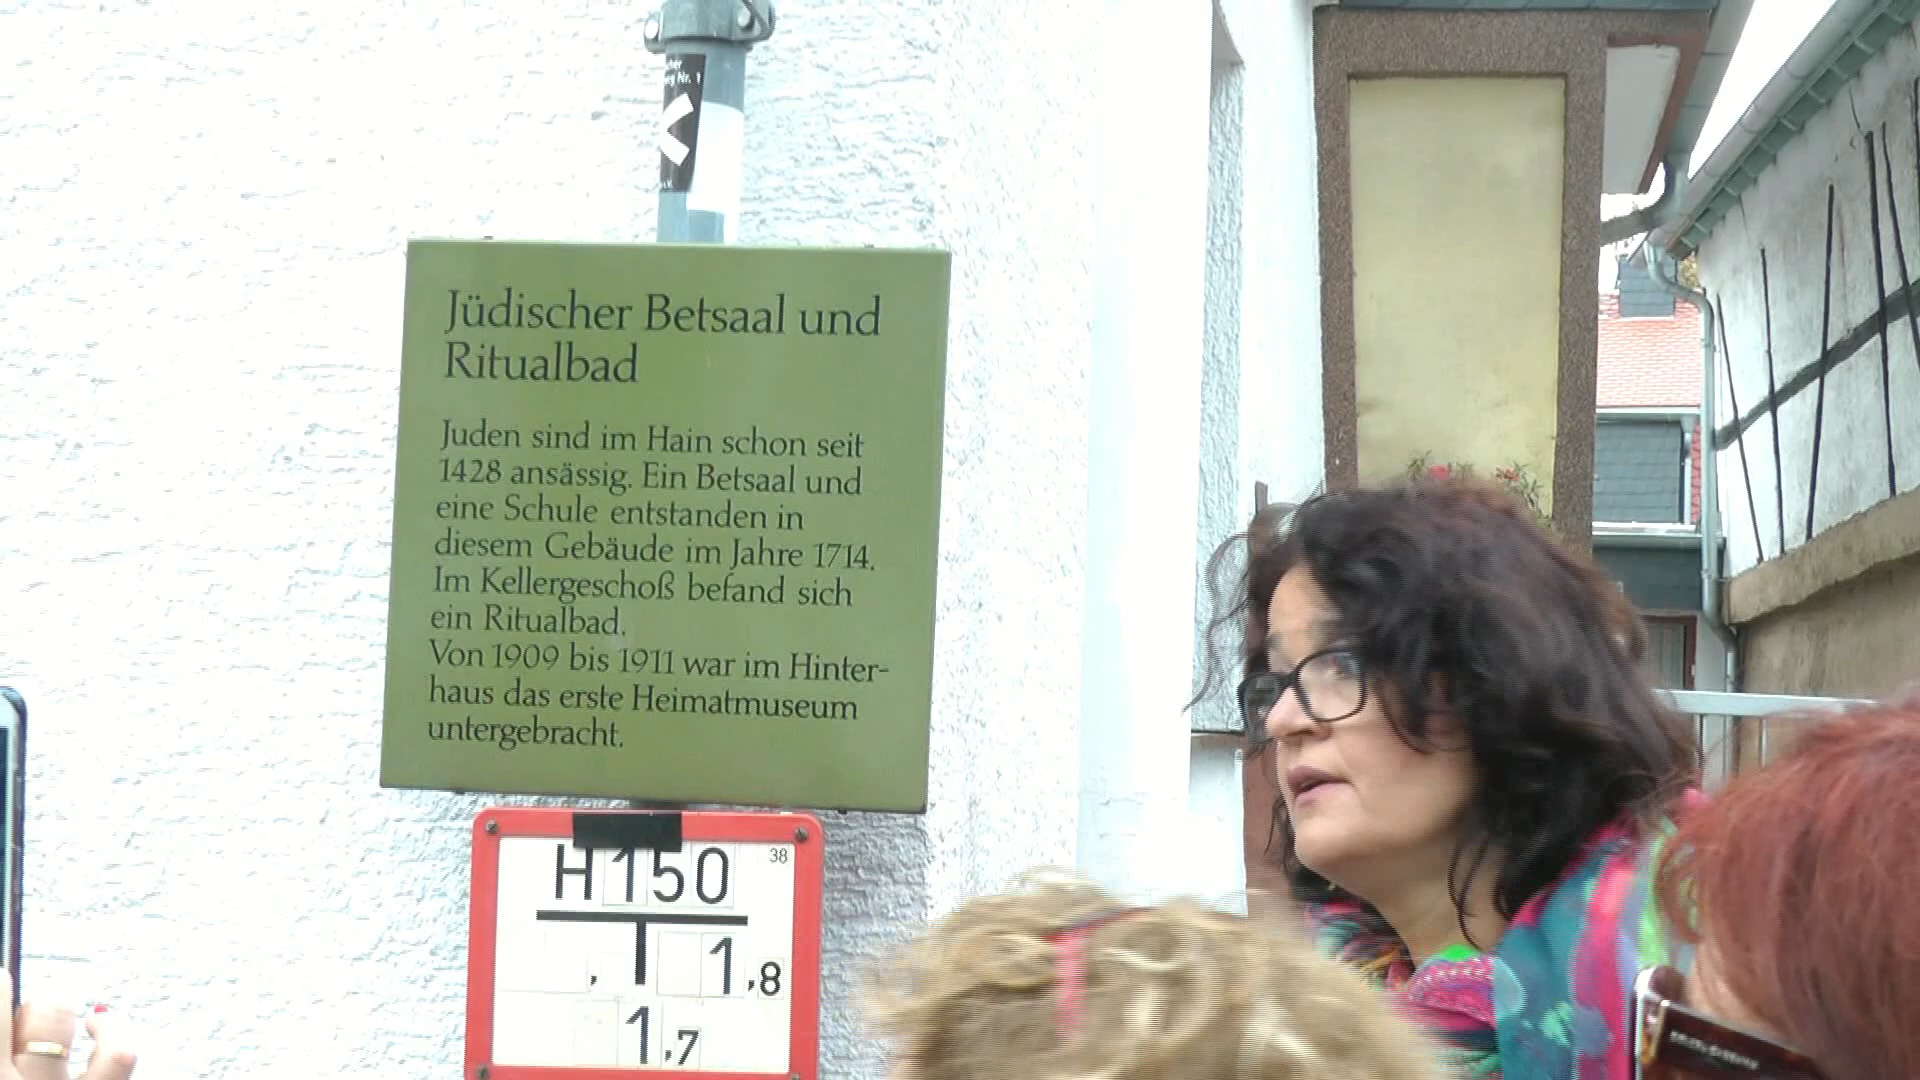 Nr. 1
Jüdischer Betsaal und
Ritualbad
Juden sind im Hain schon seit
1428 ansässig. Ein Betsaal und
eine Schule entstanden in
diesem Gebäude im Jahre 1714.
Im Kellergeschoß befand sich
ein Ritualbad.
Von 1909 bis 1911 war im Hinter-
haus das erste Heimatmuseum
untergebracht.
38
H150
, 1,8
1,7